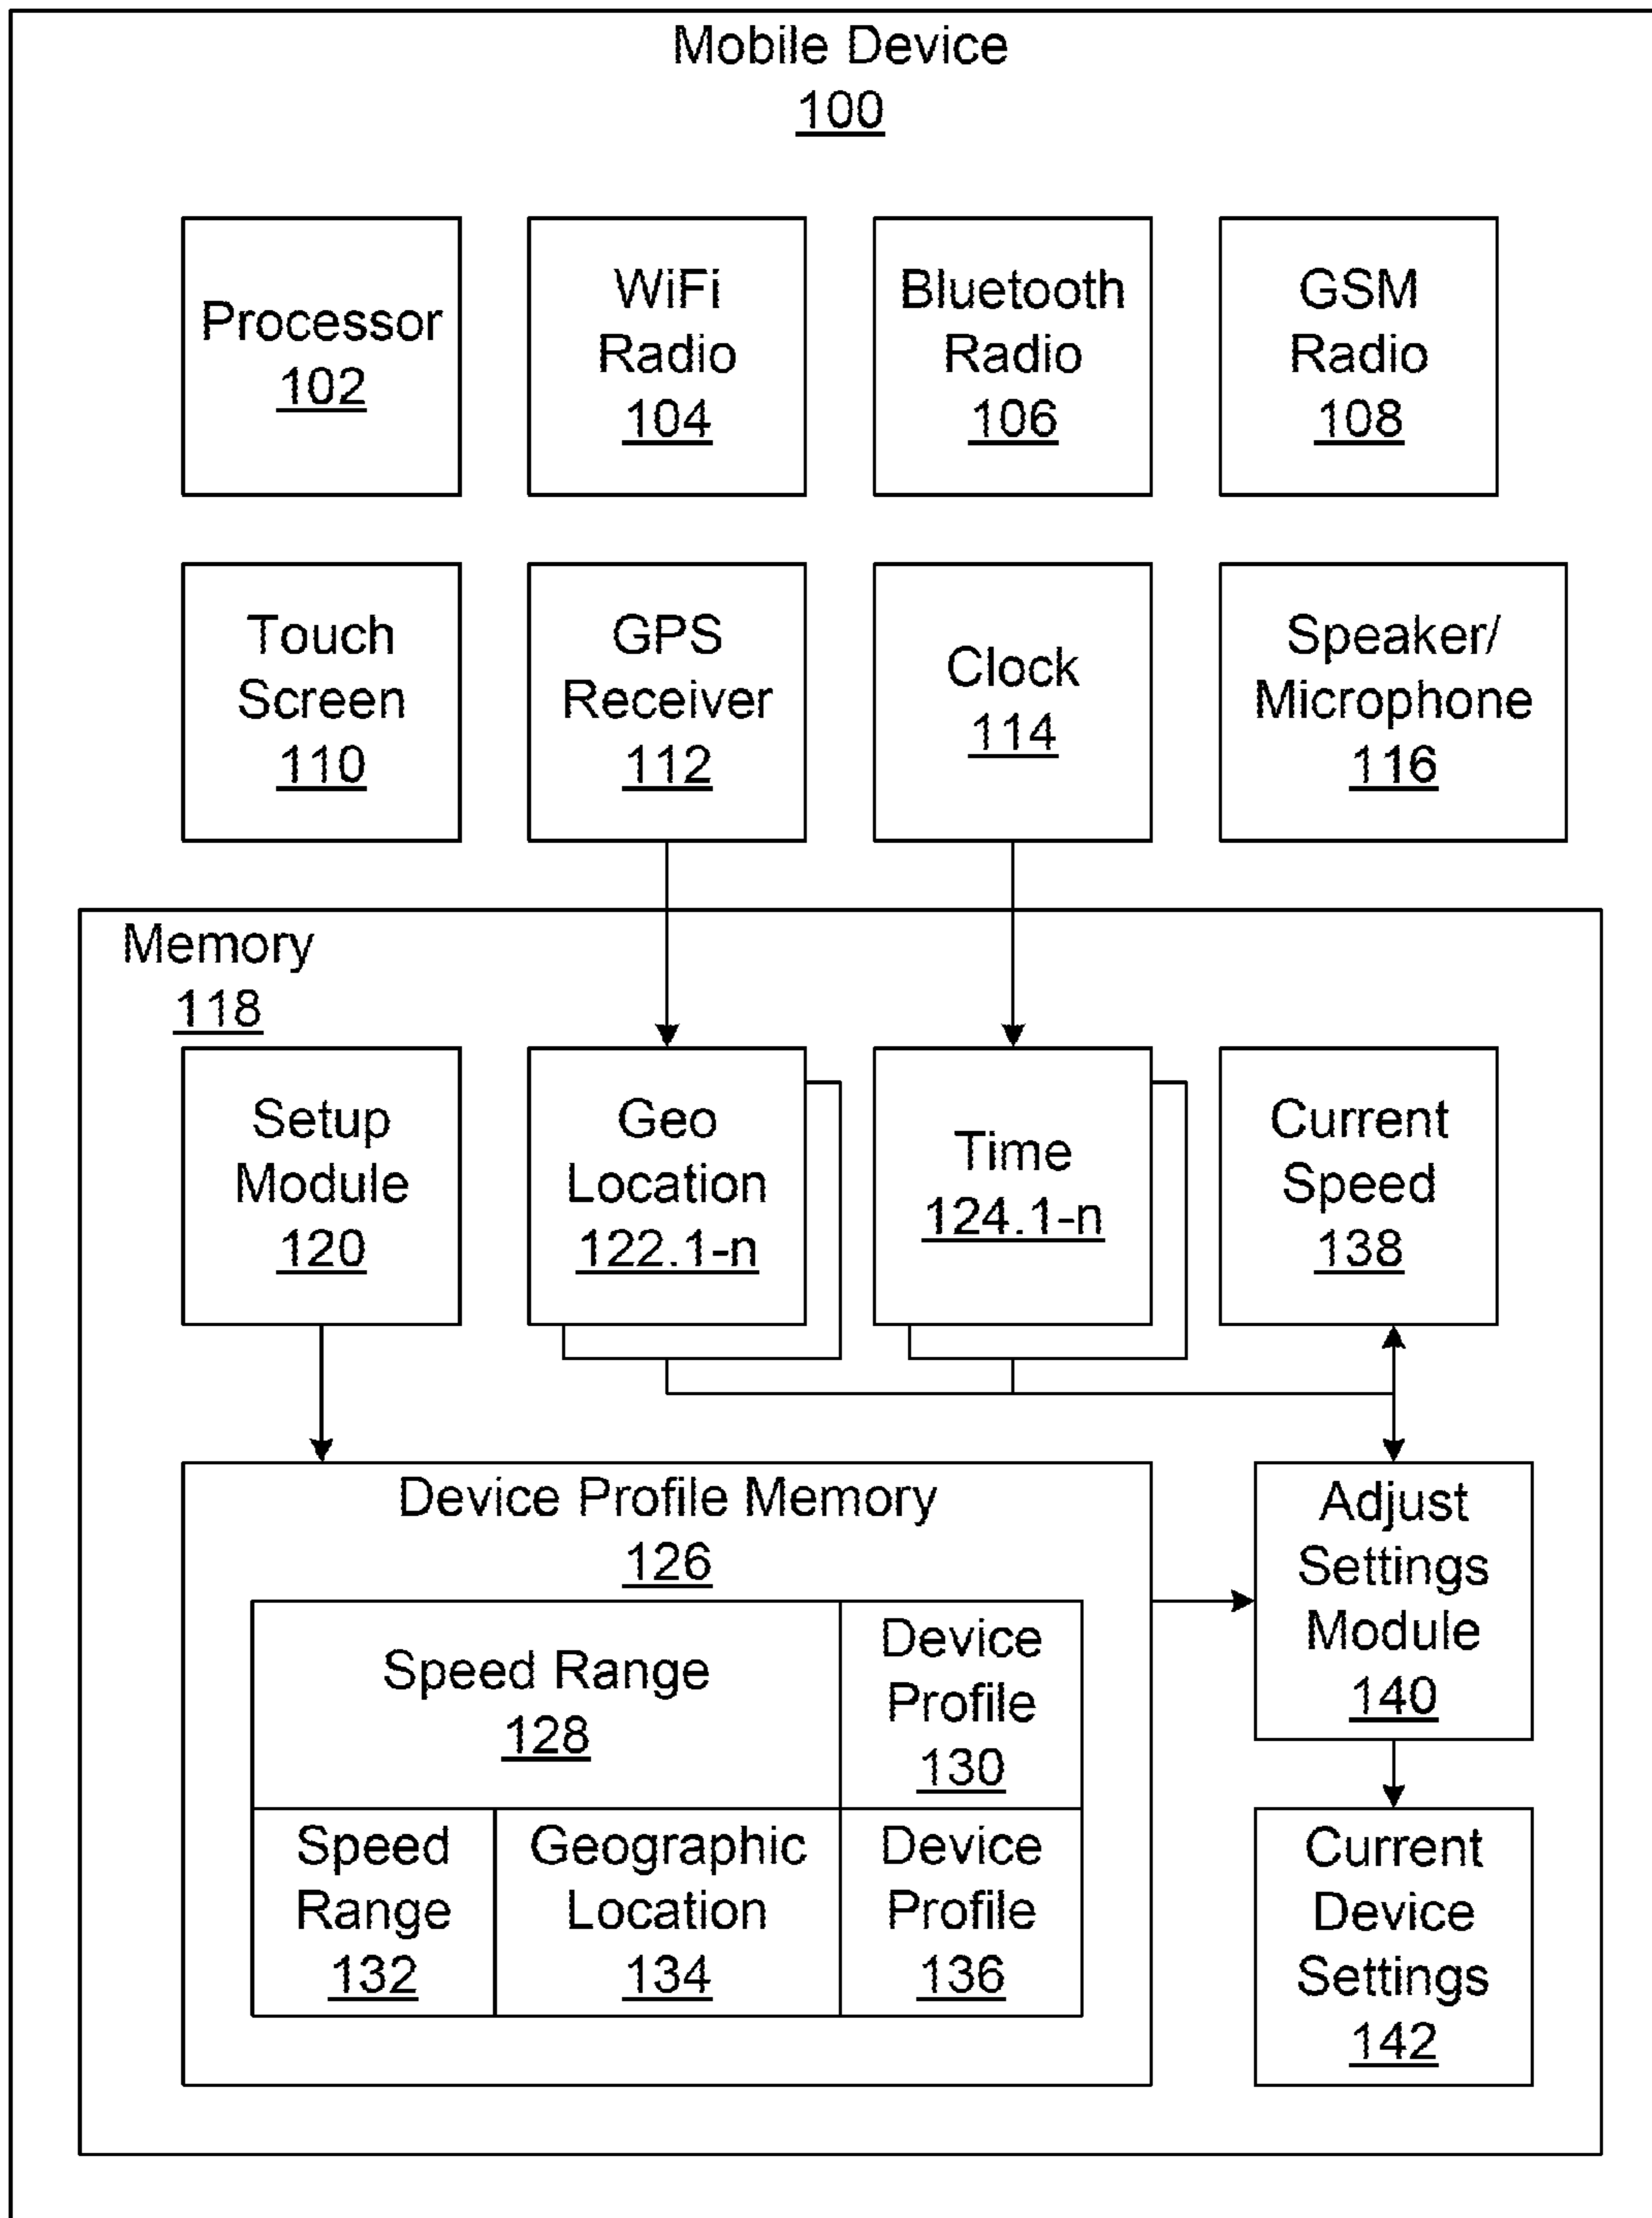 Mobile Device
100
Processor
102
WiFi
Radio
104
Bluetooth
Radio
106
GSM
Radio
108
Touch
Screen
110
GPS
Receiver
112
Clock
114
Speaker/
Microphone
116
Memory
118
Setup
Module
120
Geo
Location
122.1-n
Time
124.1-n
Current
Speed
138
Device Profile Memory
126
Speed Range
128
Device
Profile
130
Speed
Range
132
Geographic
Location
134
Device
Profile
136
Adjust
Settings
Module
140
Current
Device
Settings
142